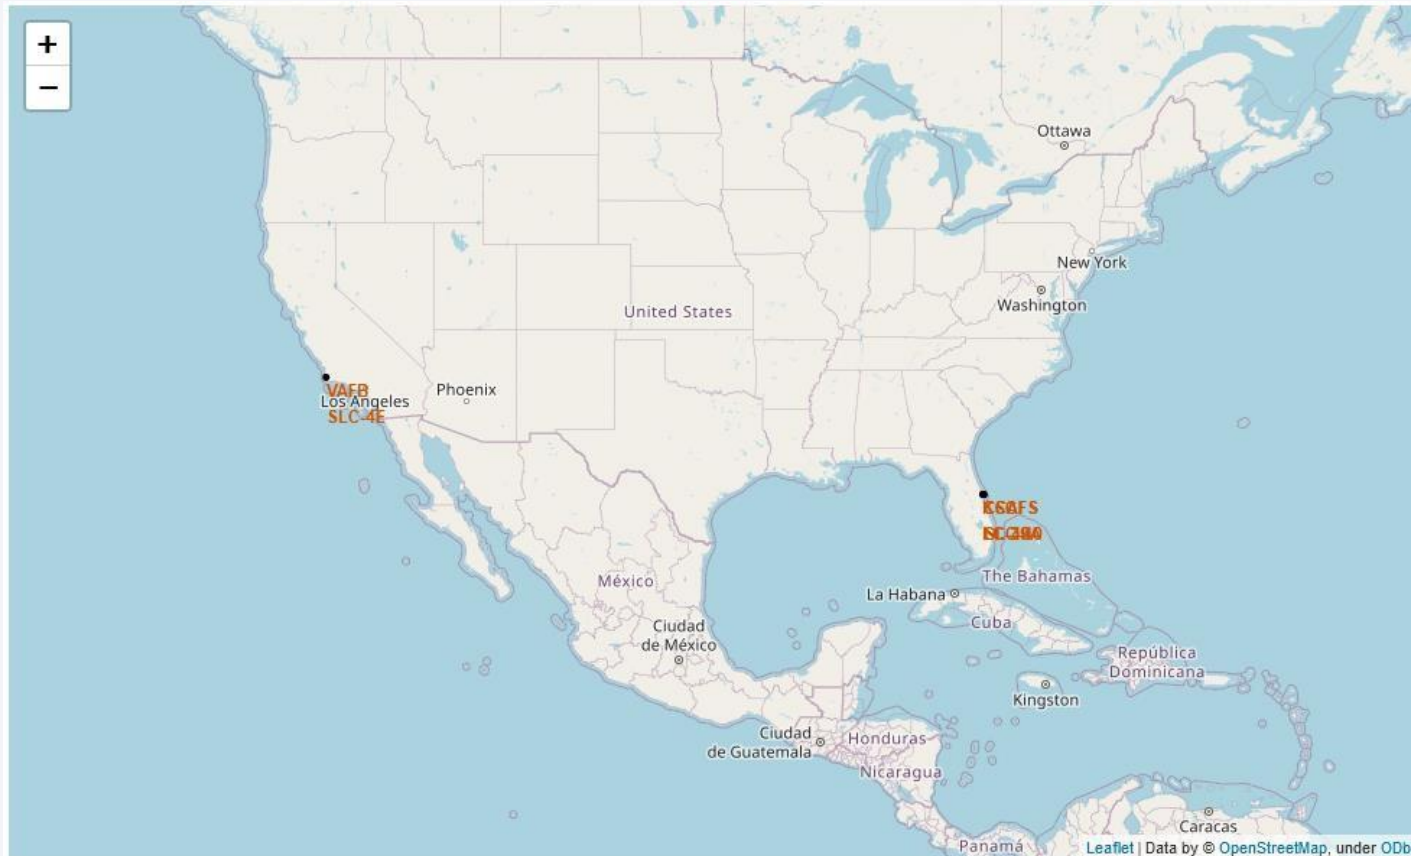 +
−
Ottawa
New York
Washington
United States
Phoenix
VAFB
Los Angeles
SLC-4E
The Bahamas
México
La Habana
Cuba
Ciudad
de México
República
Dominicana
Kingston
Ciudad
de Guatemala
Honduras
Nicaragua
Caracas
Panamá
Leaflet | Data by © OpenStreetMap, under ODb